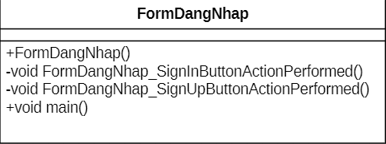 FormDangNhap
+FormDangNhap()
-void FormDangNhap_SignInButtonActionPerformed()
-void FormDangNhap_SignUpButtonActionPerformed()
+void main()